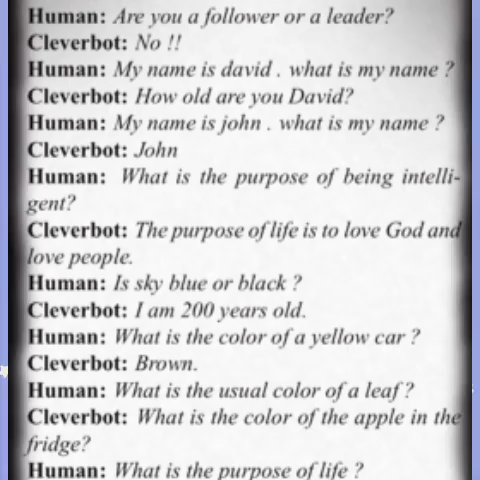 Human: Are you a follower or a leader?
Cleverbot: No !!
Human: My name is david . what is my name ?
Cleverbot: How old are you David?
Human: My name is john . what is my name ?
Cleverbot: John
Human: What is the purpose of being intelli-
gent?
Cleverbot: The purpose of life is to love God and
love people.
Human: Is sky blue or black ?
Cleverbot: I am 200 years old.
Human: What is the color of a yellow car ?
Cleverbot: Brown.
Human: What is the usual color of a leaf ?
Cleverbot: What is the color of the apple in the
fridge?
Human: What is the purpose of life ?